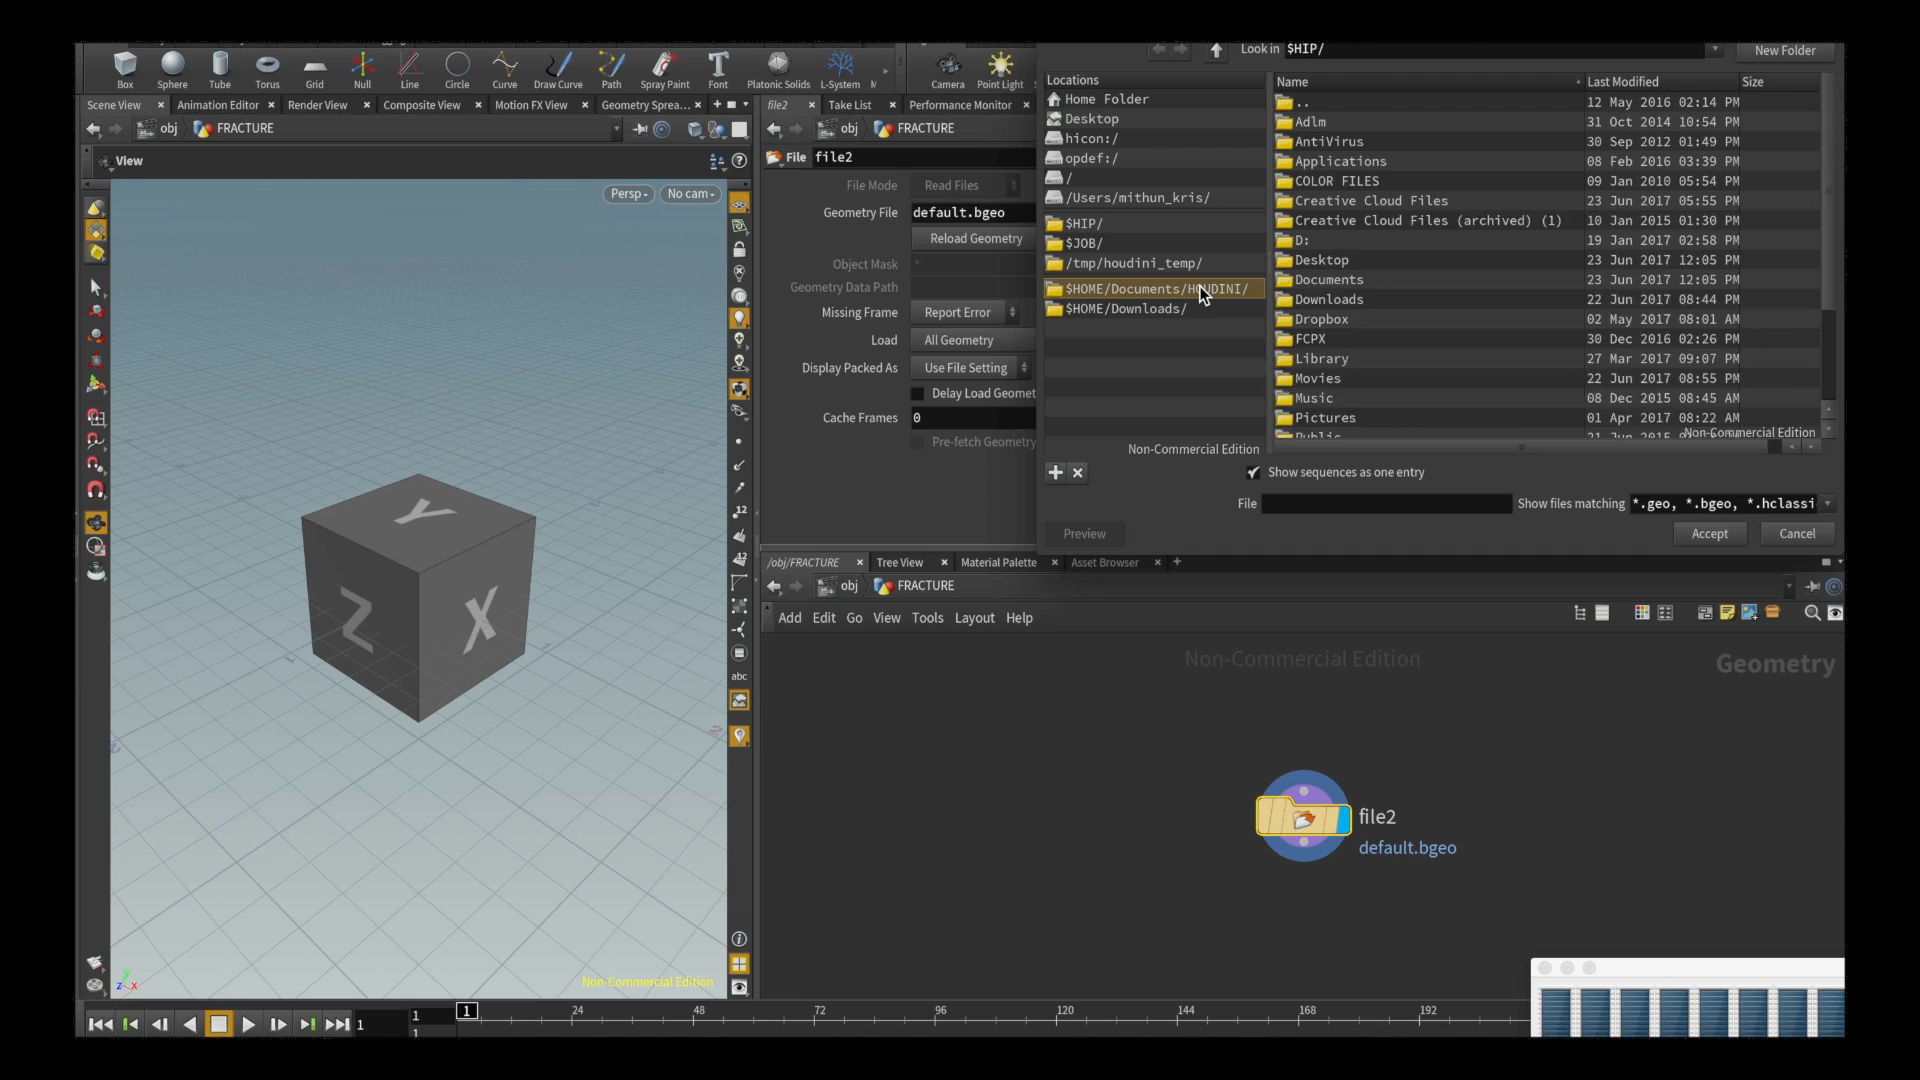 Box Sphere Tube Torus Grid Null Line Circle Curve Draw Curve Path Spray Paint Font Platonic Solids L-System M Camera Point Light
Look in $HIP/ New Folder
Scene View Animation Editor Render View Composite View Motion FX View Geometry Sprea...
file2 Take List Performance Monitor
obj FRACTURE
obj FRACTURE
View
Persp No cam
File file2
File Mode Read Files
Geometry File default.bgeo
Reload Geometry
Object Mask *
Geometry Data Path
Missing Frame Report Error
Load All Geometry
Display Packed As Use File Setting
Delay Load Geomet
Cache Frames 0
Pre-fetch Geometry
Locations
Home Folder
Desktop
hicon:/
opdef:/
/
/Users/mithun_kris/
$HIP/
$JOB/
/tmp/houdini_temp/
$HOME/Documents/HOUDINI/
$HOME/Downloads/
Non-Commercial Edition
Name Last Modified Size
.. 12 May 2016 02:14 PM
Adlm 31 Oct 2014 10:54 PM
AntiVirus 30 Sep 2012 01:49 PM
Applications 08 Feb 2016 03:39 PM
COLOR FILES 09 Jan 2010 05:54 PM
Creative Cloud Files 23 Jun 2017 05:55 PM
Creative Cloud Files (archived) (1) 10 Jan 2015 01:30 PM
D: 19 Jan 2017 02:58 PM
Desktop 23 Jun 2017 12:05 PM
Documents 23 Jun 2017 12:05 PM
Downloads 22 Jun 2017 08:44 PM
Dropbox 02 May 2017 08:01 AM
FCPX 30 Dec 2016 02:26 PM
Library 27 Mar 2017 09:07 PM
Movies 22 Jun 2017 08:55 PM
Music 08 Dec 2015 08:45 AM
Pictures 01 Apr 2017 08:22 AM
Public
Non-Commercial Edition
Show sequences as one entry
File Show files matching *.geo, *.bgeo, *.hclassi
Preview Accept Cancel
/obj/FRACTURE Tree View Material Palette Asset Browser
obj FRACTURE
Add Edit Go View Tools Layout Help
Non-Commercial Edition Geometry
file2
default.bgeo
Y
Z X
12
12
abc
Non-Commercial Edition
z x
y
1 1 1 1 24 48 72 96 120 144 168 192